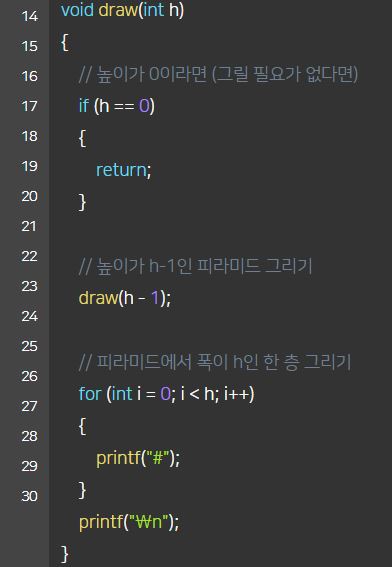 14 void draw(int h)
15 {
16 // 높이가 0이라면 (그릴 필요가 없다면)
17 if (h == 0)
18 {
19 return;
20 }
21
22 // 높이가 h-1인 피라미드 그리기
23 draw(h - 1);
24
25 // 피라미드에서 폭이 h인 한 층 그리기
26 for (int i = 0; i < h; i++)
27 {
28 printf("#");
29 }
30 printf("₩n");
}